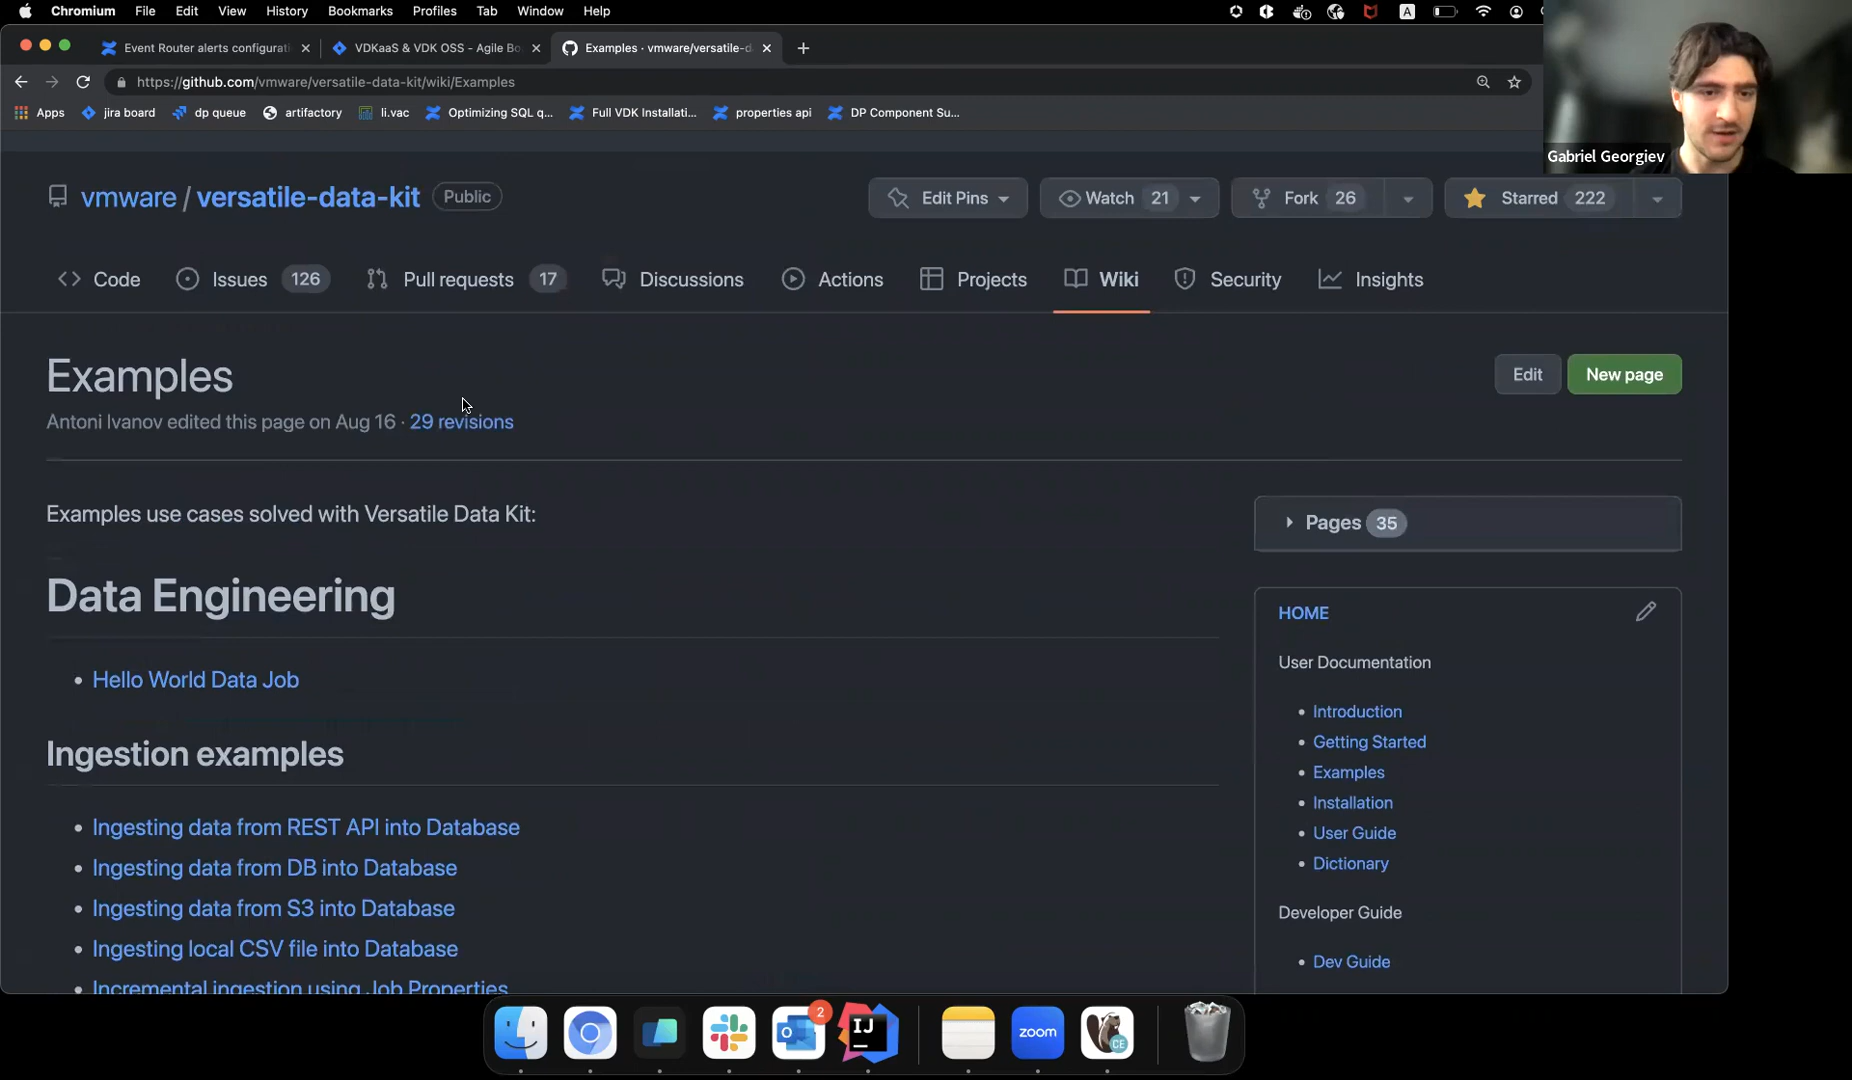 Chromium File Edit View History Bookmarks Profiles Tab Window Help A
Event Router alerts configurati
VDKaaS & VDK OSS - Agile Bo
Examples · vmware/versatile-d
https://github.com/vmware/versatile-data-kit/wiki/Examples
Apps jira board dp queue artifactory li.vac Optimizing SQL q... Full VDK Installati... properties api DP Component Su...
Gabriel Georgiev
vmware / versatile-data-kit Public
Edit Pins Watch 21 Fork 26 Starred 222
Code Issues 126 Pull requests 17 Discussions Actions Projects Wiki Security Insights
Examples
Edit New page
Antoni Ivanov edited this page on Aug 16 · 29 revisions
Examples use cases solved with Versatile Data Kit:
Data Engineering
• Hello World Data Job
Ingestion examples
• Ingesting data from REST API into Database
• Ingesting data from DB into Database
• Ingesting data from S3 into Database
• Ingesting local CSV file into Database
Incremental ingestion using Job Properties
Pages 35
HOME
User Documentation
• Introduction
• Getting Started
• Examples
• Installation
• User Guide
• Dictionary
Developer Guide
• Dev Guide
2
IJ
zoom
CE